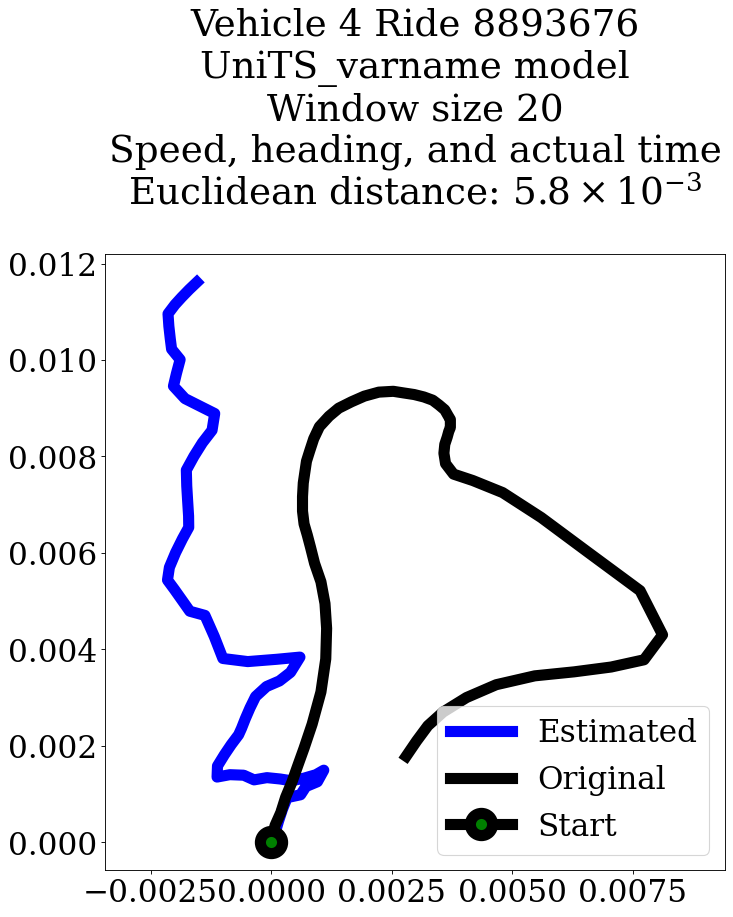 Vehicle 4 Ride 8893676
UniTS_varname model
Window size 20
Speed, heading, and actual time
Euclidean distance: 5.8 × 10⁻³
0.012
0.010
0.008
0.006
0.004
0.002
0.000
Estimated
Original
Start
−0.0025 0.0000 0.0025 0.0050 0.0075